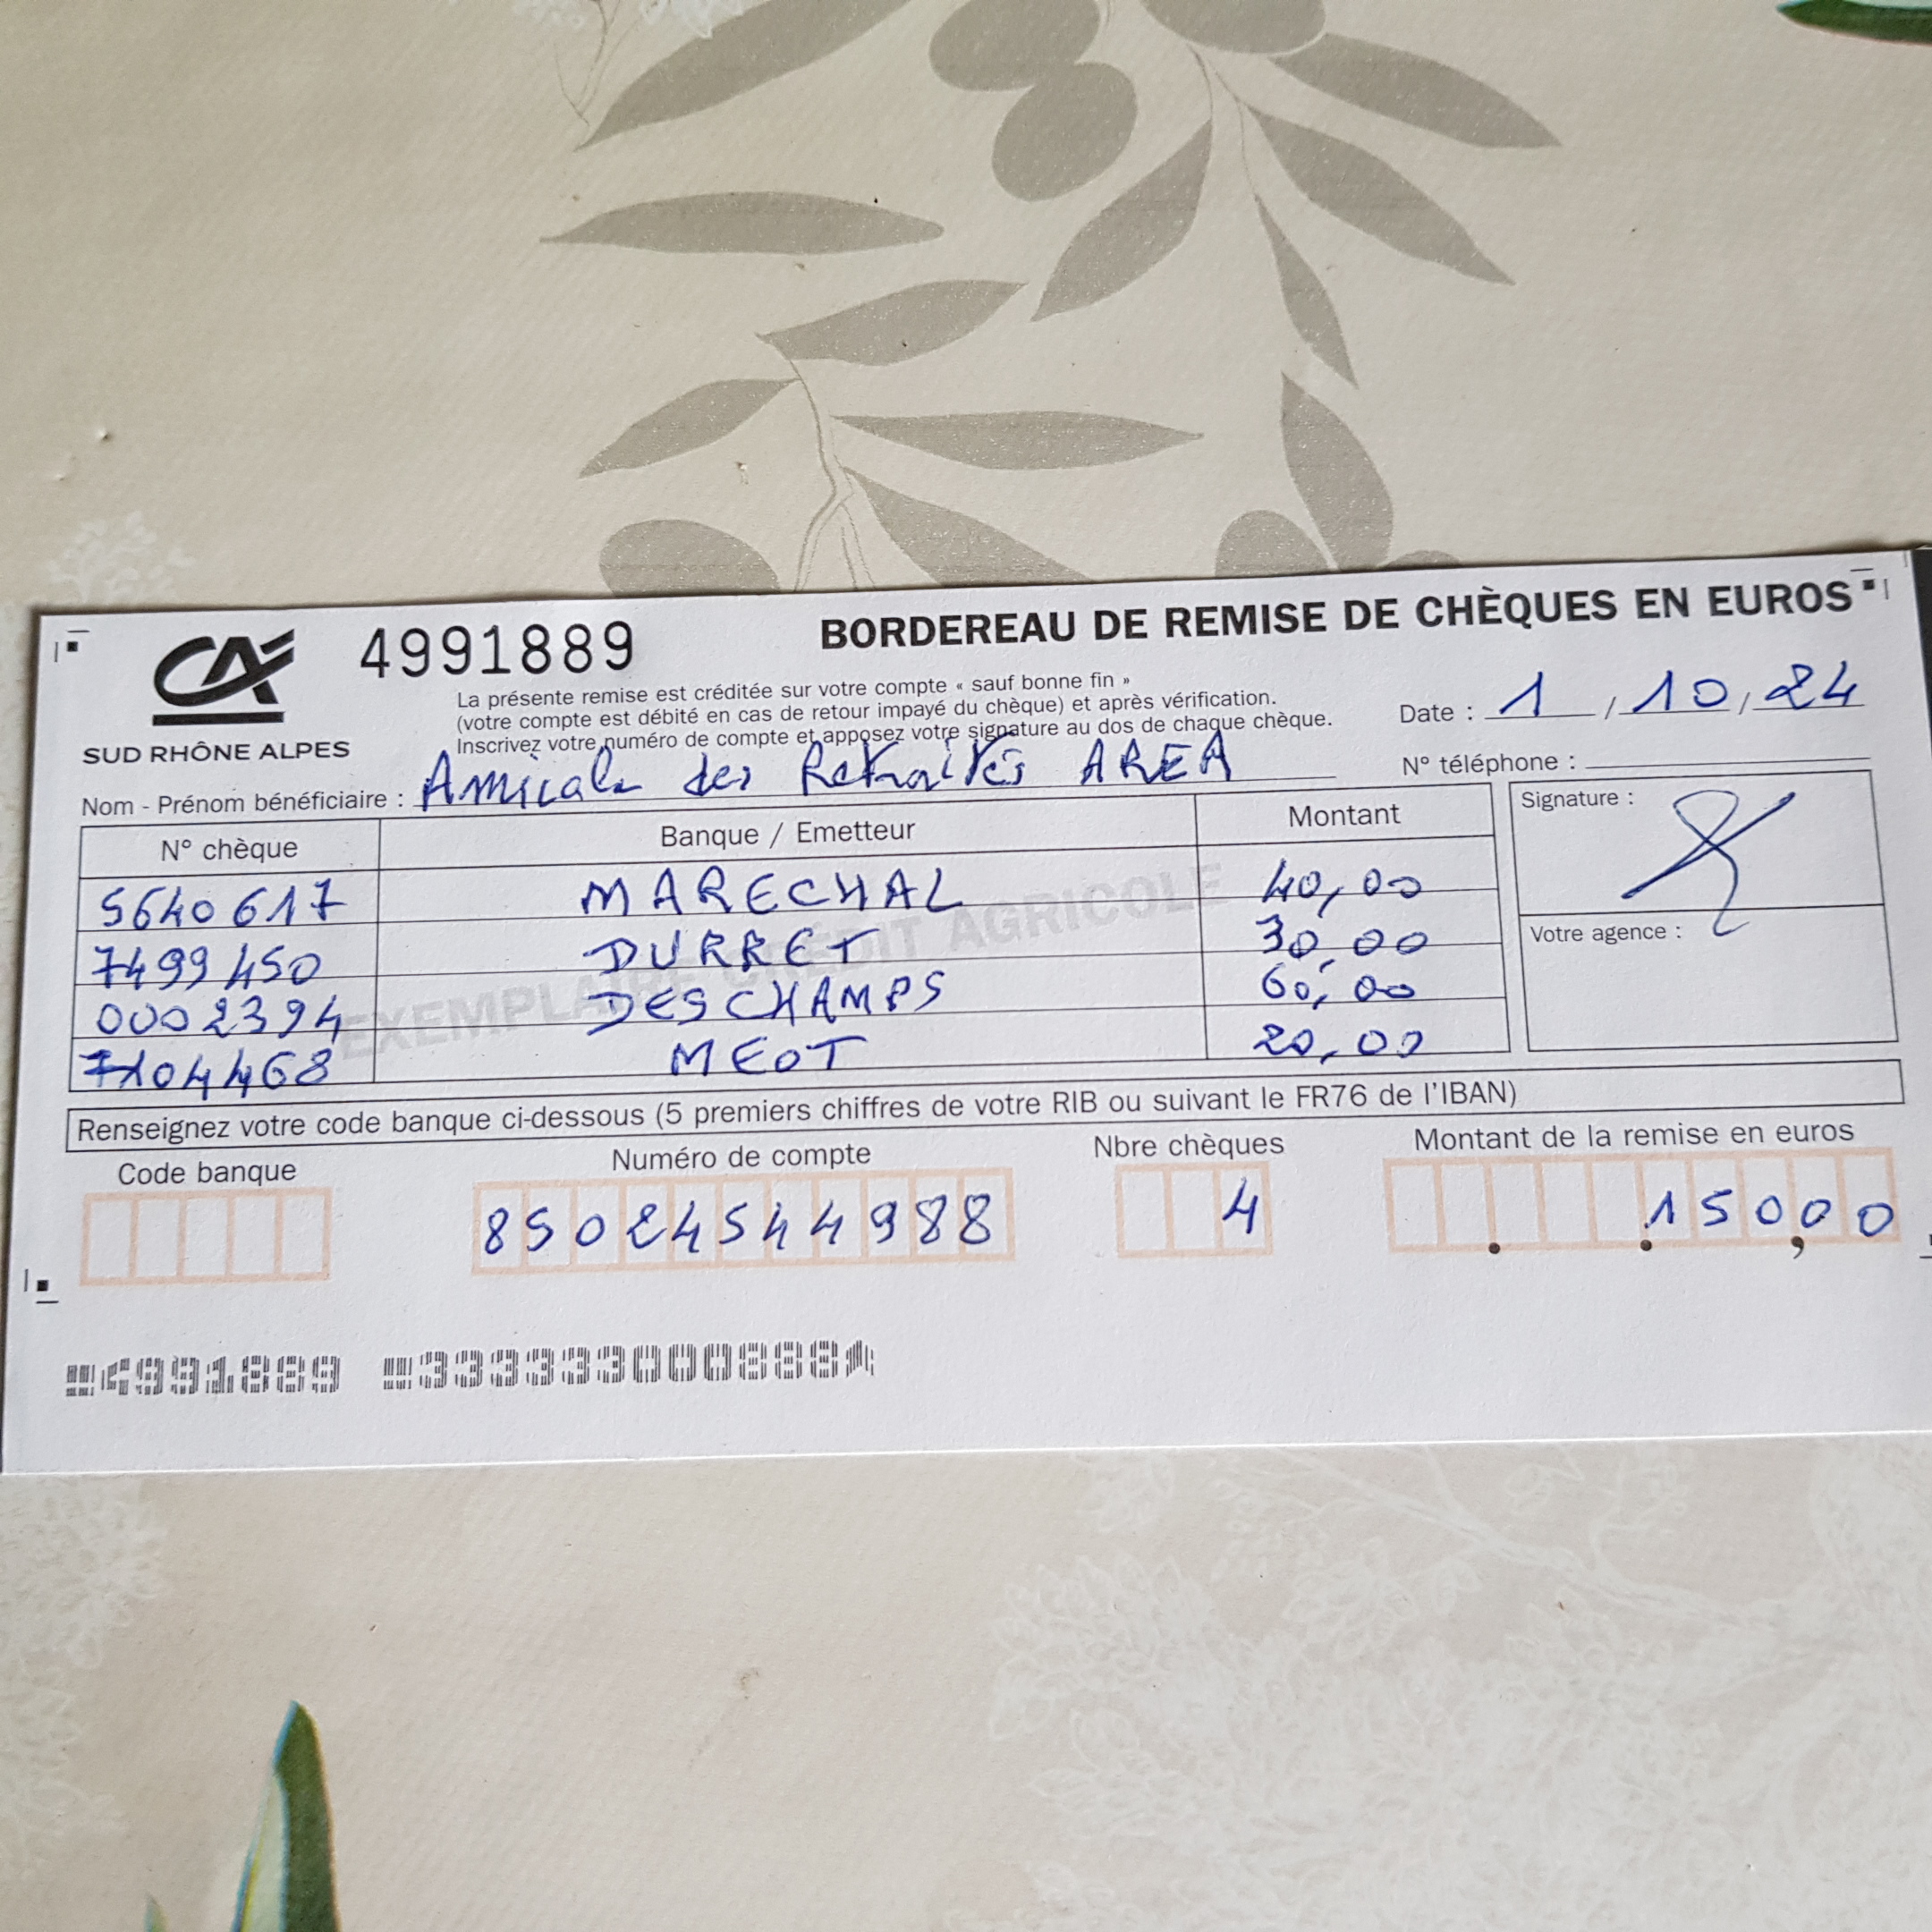 CA 4991889 BORDEREAU DE REMISE DE CHÈQUES EN EUROS
SUD RHÔNE ALPES
La présente remise est créditée sur votre compte « sauf bonne fin »
(votre compte est débité en cas de retour impayé du chèque) et après vérification.
Inscrivez votre numéro de compte et apposez votre signature au dos de chaque chèque.
Date : 1 / 10 / 24
N° téléphone :
Nom - Prénom bénéficiaire : Amicale des Retraités AREA
N° chèque Banque / Emetteur Montant
5640617 MARECHAL 40,00
7499450 DURRET 30,00
0002394 DESCHAMPS 60,00
7104468 MEOT 20,00
EXEMPLAIRE CRÉDIT AGRICOLE
Signature :
Votre agence :
Renseignez votre code banque ci-dessous (5 premiers chiffres de votre RIB ou suivant le FR76 de l'IBAN)
Code banque Numéro de compte Nbre chèques Montant de la remise en euros
85024544988 4 . .150,00
4991889 333333000888